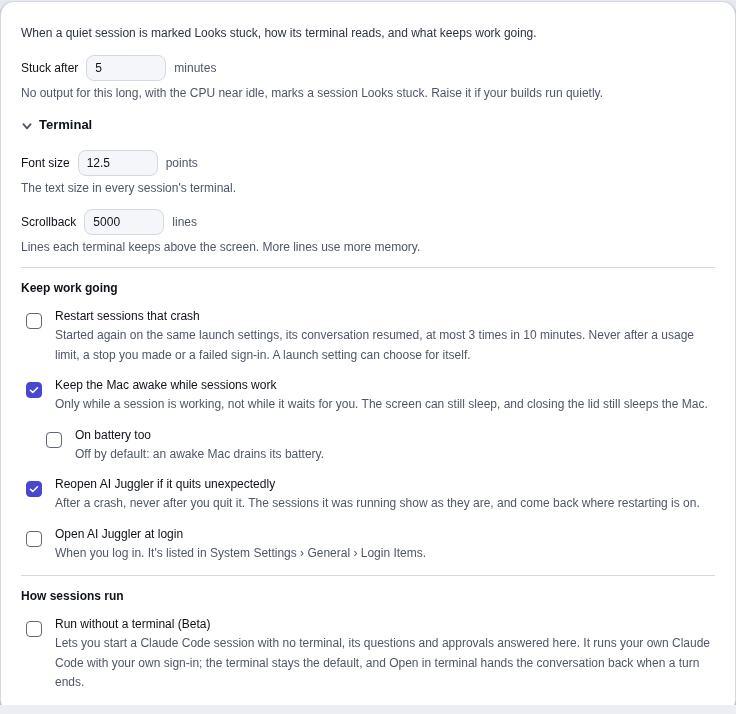 When a quiet session is marked Looks stuck, how its terminal reads, and what keeps work going.
Stuck after 5 minutes
No output for this long, with the CPU near idle, marks a session Looks stuck. Raise it if your builds run quietly.
Terminal
Font size 12.5 points
The text size in every session's terminal.
Scrollback 5000 lines
Lines each terminal keeps above the screen. More lines use more memory.
Keep work going
Restart sessions that crash
Started again on the same launch settings, its conversation resumed, at most 3 times in 10 minutes. Never after a usage
limit, a stop you made or a failed sign-in. A launch setting can choose for itself.
Keep the Mac awake while sessions work
Only while a session is working, not while it waits for you. The screen can still sleep, and closing the lid still sleeps the Mac.
On battery too
Off by default: an awake Mac drains its battery.
Reopen AI Juggler if it quits unexpectedly
After a crash, never after you quit it. The sessions it was running show as they are, and come back where restarting is on.
Open AI Juggler at login
When you log in. It's listed in System Settings › General › Login Items.
How sessions run
Run without a terminal (Beta)
Lets you start a Claude Code session with no terminal, its questions and approvals answered here. It runs your own Claude
Code with your own sign-in; the terminal stays the default, and Open in terminal hands the conversation back when a turn
ends.